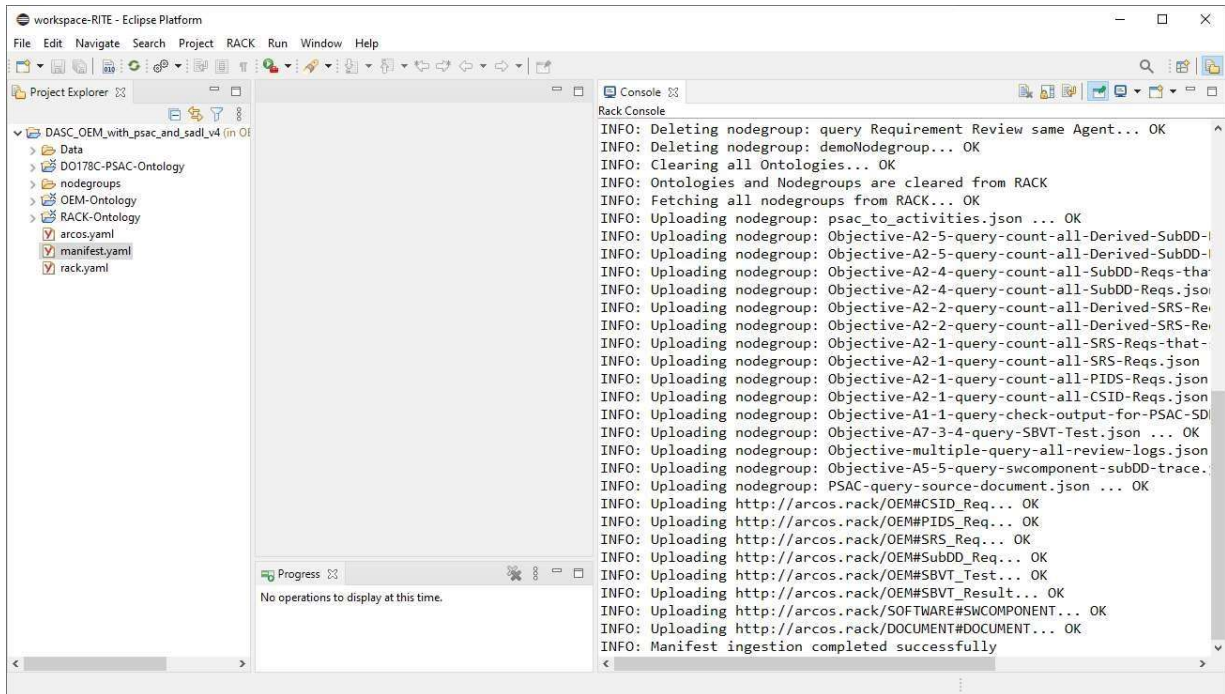 workspace-RITE - Eclipse Platform
File Edit Navigate Search Project RACK Run Window Help
Project Explorer
DASC_OEM_with_psac_and_sadl_v4 (in OE
Data
DO178C-PSAC-Ontology
nodegroups
OEM-Ontology
RACK-Ontology
arcos.yaml
manifest.yaml
rack.yaml
Progress
No operations to display at this time.
Console
Rack Console
INFO: Deleting nodegroup: query Requirement Review same Agent... OK
INFO: Deleting nodegroup: demoNodegroup... OK
INFO: Clearing all Ontologies... OK
INFO: Ontologies and Nodegroups are cleared from RACK
INFO: Fetching all nodegroups from RACK... OK
INFO: Uploading nodegroup: psac_to_activities.json ... OK
INFO: Uploading nodegroup: Objective-A2-5-query-count-all-Derived-SubDD-
INFO: Uploading nodegroup: Objective-A2-5-query-count-all-Derived-SubDD-
INFO: Uploading nodegroup: Objective-A2-4-query-count-all-SubDD-Reqs-that
INFO: Uploading nodegroup: Objective-A2-4-query-count-all-SubDD-Reqs.jso
INFO: Uploading nodegroup: Objective-A2-2-query-count-all-Derived-SRS-Re
INFO: Uploading nodegroup: Objective-A2-2-query-count-all-Derived-SRS-Re
INFO: Uploading nodegroup: Objective-A2-1-query-count-all-SRS-Reqs-that-
INFO: Uploading nodegroup: Objective-A2-1-query-count-all-SRS-Reqs.json
INFO: Uploading nodegroup: Objective-A2-1-query-count-all-PIDS-Reqs.json
INFO: Uploading nodegroup: Objective-A2-1-query-count-all-CSID-Reqs.json
INFO: Uploading nodegroup: Objective-A1-1-query-check-output-for-PSAC-SD
INFO: Uploading nodegroup: Objective-A7-3-4-query-SBVT-Test.json ... OK
INFO: Uploading nodegroup: Objective-multiple-query-all-review-logs.json
INFO: Uploading nodegroup: Objective-A5-5-query-swcomponent-subDD-trace.
INFO: Uploading nodegroup: PSAC-query-source-document.json ... OK
INFO: Uploading http://arcos.rack/OEM#CSID_Req... OK
INFO: Uploading http://arcos.rack/OEM#PIDS_Req... OK
INFO: Uploading http://arcos.rack/OEM#SRS_Req... OK
INFO: Uploading http://arcos.rack/OEM#SubDD_Req... OK
INFO: Uploading http://arcos.rack/OEM#SBVT_Test... OK
INFO: Uploading http://arcos.rack/OEM#SBVT_Result... OK
INFO: Uploading http://arcos.rack/SOFTWARE#SWCOMPONENT... OK
INFO: Uploading http://arcos.rack/DOCUMENT#DOCUMENT... OK
INFO: Manifest ingestion completed successfully